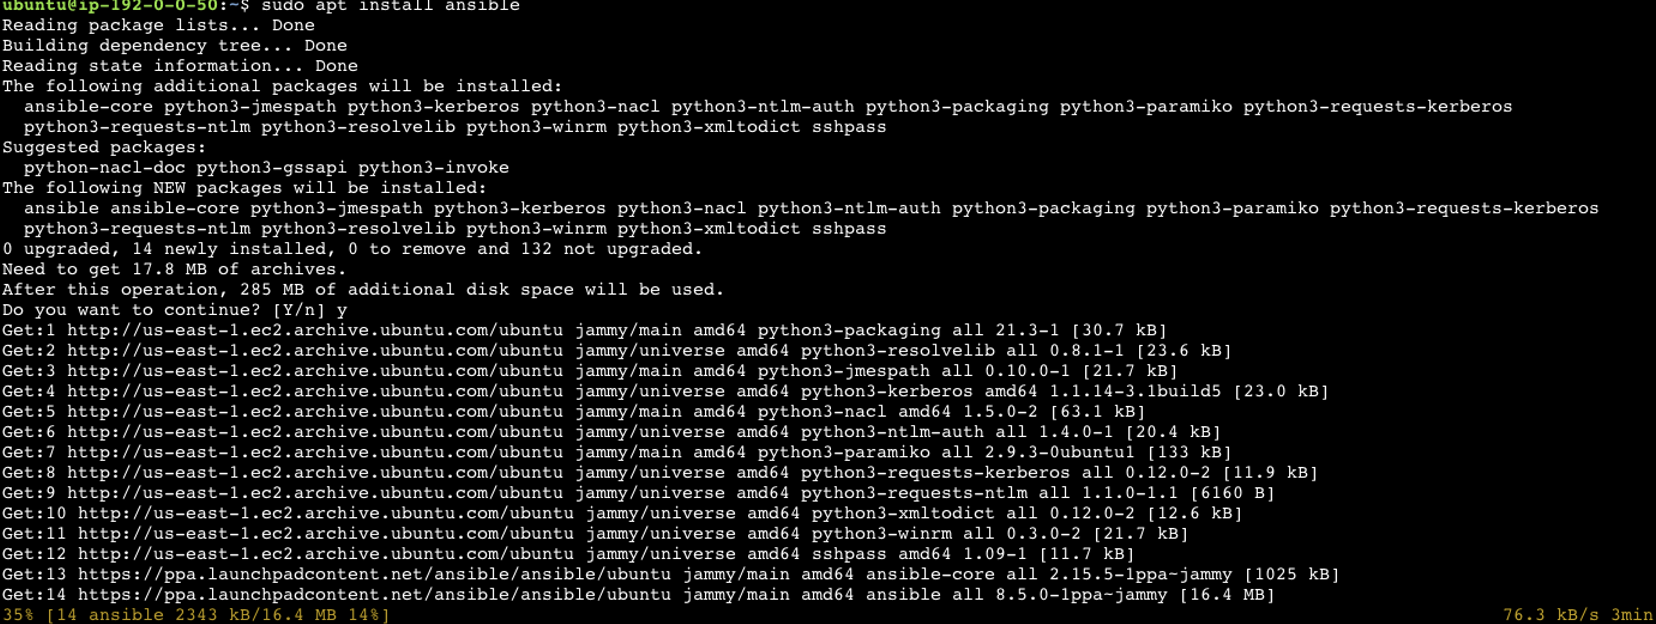 ubuntu@ip-192-0-0-50:~$ sudo apt install ansible
Reading package lists... Done
Building dependency tree... Done
Reading state information... Done
The following additional packages will be installed:
  ansible-core python3-jmespath python3-kerberos python3-nacl python3-ntlm-auth python3-packaging python3-paramiko python3-requests-kerberos
  python3-requests-ntlm python3-resolvelib python3-winrm python3-xmltodict sshpass
Suggested packages:
  python-nacl-doc python3-gssapi python3-invoke
The following NEW packages will be installed:
  ansible ansible-core python3-jmespath python3-kerberos python3-nacl python3-ntlm-auth python3-packaging python3-paramiko python3-requests-kerberos
  python3-requests-ntlm python3-resolvelib python3-winrm python3-xmltodict sshpass
0 upgraded, 14 newly installed, 0 to remove and 132 not upgraded.
Need to get 17.8 MB of archives.
After this operation, 285 MB of additional disk space will be used.
Do you want to continue? [Y/n] y
Get:1 http://us-east-1.ec2.archive.ubuntu.com/ubuntu jammy/main amd64 python3-packaging all 21.3-1 [30.7 kB]
Get:2 http://us-east-1.ec2.archive.ubuntu.com/ubuntu jammy/universe amd64 python3-resolvelib all 0.8.1-1 [23.6 kB]
Get:3 http://us-east-1.ec2.archive.ubuntu.com/ubuntu jammy/main amd64 python3-jmespath all 0.10.0-1 [21.7 kB]
Get:4 http://us-east-1.ec2.archive.ubuntu.com/ubuntu jammy/universe amd64 python3-kerberos amd64 1.1.14-3.1build5 [23.0 kB]
Get:5 http://us-east-1.ec2.archive.ubuntu.com/ubuntu jammy/main amd64 python3-nacl amd64 1.5.0-2 [63.1 kB]
Get:6 http://us-east-1.ec2.archive.ubuntu.com/ubuntu jammy/universe amd64 python3-ntlm-auth all 1.4.0-1 [20.4 kB]
Get:7 http://us-east-1.ec2.archive.ubuntu.com/ubuntu jammy/main amd64 python3-paramiko all 2.9.3-0ubuntu1 [133 kB]
Get:8 http://us-east-1.ec2.archive.ubuntu.com/ubuntu jammy/universe amd64 python3-requests-kerberos all 0.12.0-2 [11.9 kB]
Get:9 http://us-east-1.ec2.archive.ubuntu.com/ubuntu jammy/universe amd64 python3-requests-ntlm all 1.1.0-1.1 [6160 B]
Get:10 http://us-east-1.ec2.archive.ubuntu.com/ubuntu jammy/universe amd64 python3-xmltodict all 0.12.0-2 [12.6 kB]
Get:11 http://us-east-1.ec2.archive.ubuntu.com/ubuntu jammy/universe amd64 python3-winrm all 0.3.0-2 [21.7 kB]
Get:12 http://us-east-1.ec2.archive.ubuntu.com/ubuntu jammy/universe amd64 sshpass amd64 1.09-1 [11.7 kB]
Get:13 https://ppa.launchpadcontent.net/ansible/ansible/ubuntu jammy/main amd64 ansible-core all 2.15.5-1ppa~jammy [1025 kB]
Get:14 https://ppa.launchpadcontent.net/ansible/ansible/ubuntu jammy/main amd64 ansible all 8.5.0-1ppa~jammy [16.4 MB]
35% [14 ansible 2343 kB/16.4 MB 14%] 76.3 kB/s 3min